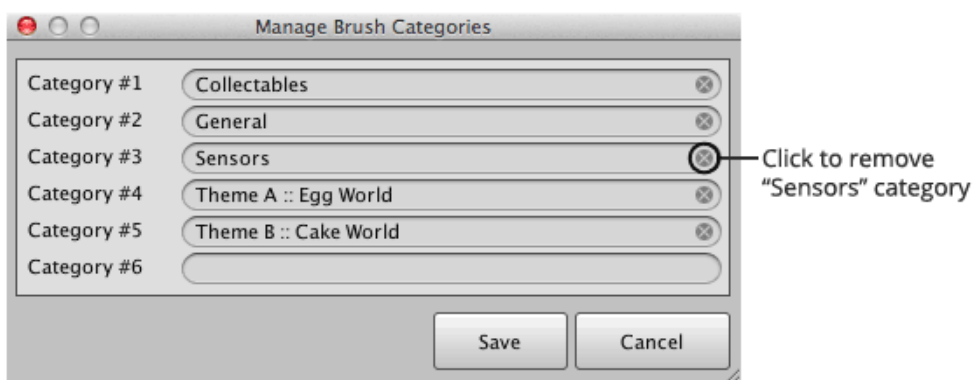 Manage Brush Categories
Category #1 Collectables
Category #2 General
Category #3 Sensors
Click to remove
“Sensors” category
Category #4 Theme A :: Egg World
Category #5 Theme B :: Cake World
Category #6
Save Cancel